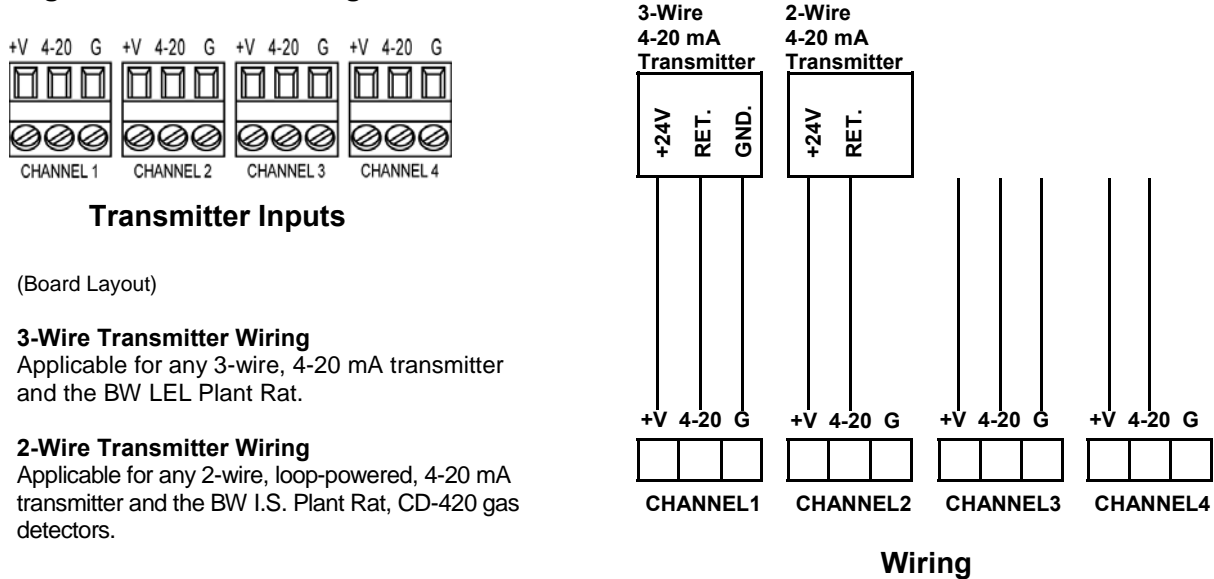 +V 4-20 G +V 4-20 G +V 4-20 G +V 4-20 G
CHANNEL 1 CHANNEL 2 CHANNEL 3 CHANNEL 4
Transmitter Inputs
(Board Layout)
3-Wire Transmitter Wiring
Applicable for any 3-wire, 4-20 mA transmitter
and the BW LEL Plant Rat.
2-Wire Transmitter Wiring
Applicable for any 2-wire, loop-powered, 4-20 mA
transmitter and the BW I.S. Plant Rat, CD-420 gas
detectors.
3-Wire
4-20 mA
Transmitter
2-Wire
4-20 mA
Transmitter
+24V
RET.
GND.
+24V
RET.
+V 4-20 G +V 4-20 G +V 4-20 G +V 4-20 G
CHANNEL1 CHANNEL2 CHANNEL3 CHANNEL4
Wiring